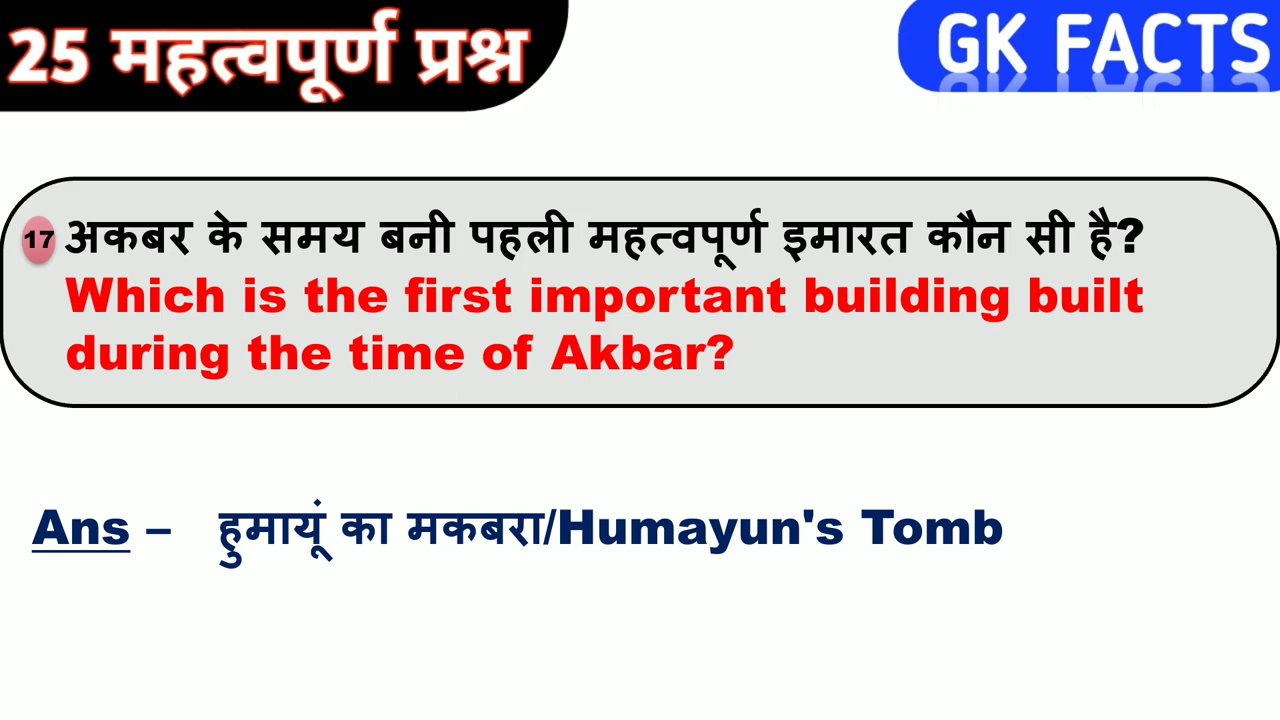 25 महत्वपूर्ण प्रश्न
GK FACTS
17 अकबर के समय बनी पहली महत्वपूर्ण इमारत कौन सी है?
Which is the first important building built
during the time of Akbar?
Ans – हुमायूं का मकबरा/Humayun's Tomb